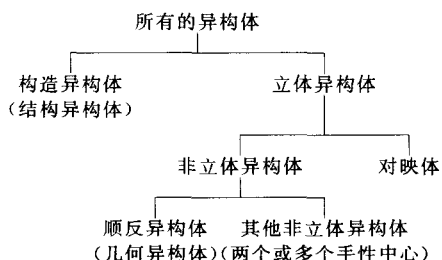 所有的异构体
构造异构体 立体异构体
(结构异构体)
非立体异构体 对映体
顺反异构体 其他非立体异构体
(几何异构体)(两个或多个手性中心)